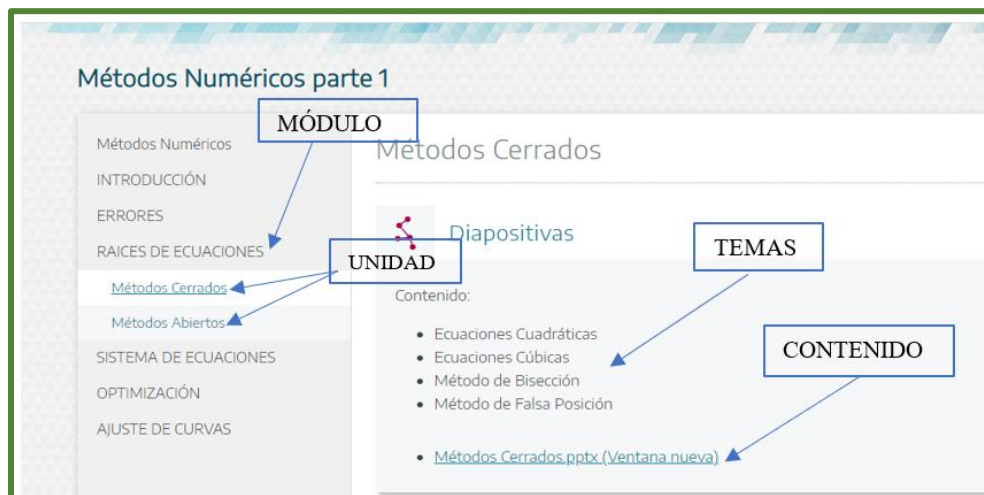 Métodos Numéricos parte 1
MÓDULO
Métodos Numéricos
INTRODUCCIÓN
ERRORES
RAICES DE ECUACIONES
UNIDAD
Métodos Cerrados
Métodos Abiertos
SISTEMA DE ECUACIONES
OPTIMIZACIÓN
AJUSTE DE CURVAS
Métodos Cerrados
Diapositivas
TEMAS
Contenido:
• Ecuaciones Cuadráticas
• Ecuaciones Cúbicas
• Método de Bisección
• Método de Falsa Posición
CONTENIDO
• Métodos Cerrados.pptx (Ventana nueva)